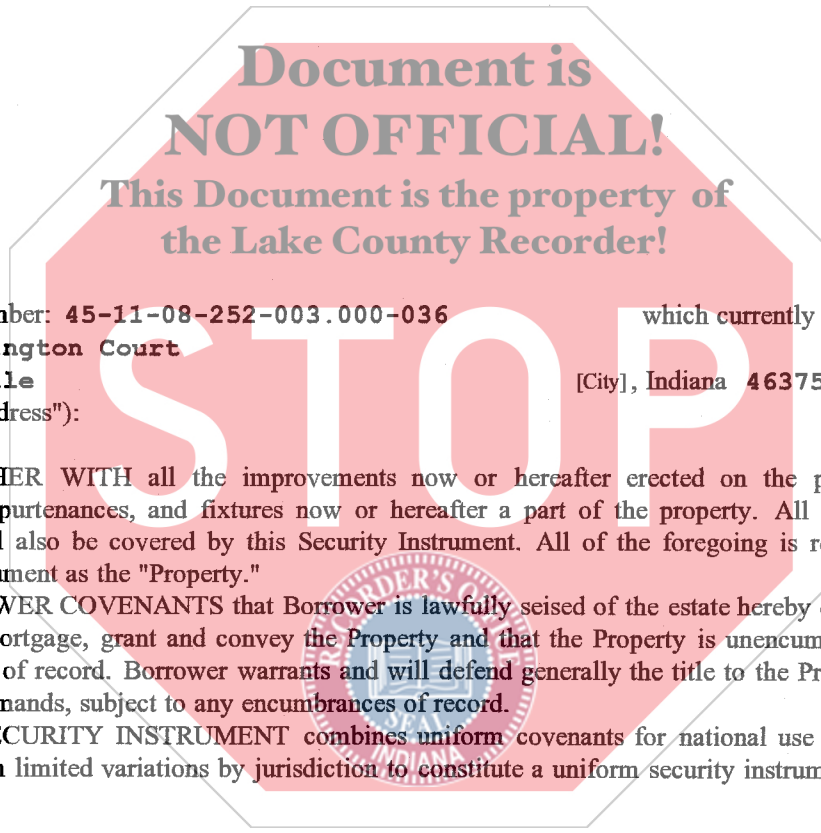 Document is
NOT OFFICIAL!
This Document is the property of
the Lake County Recorder!
STOP
nber: 45-11-08-252-003.000-036 which currently
ngton Court
le [City], Indiana 46375
dress"):
HER WITH all the improvements now or hereafter erected on the p
purtenances, and fixtures now or hereafter a part of the property. All
l also be covered by this Security Instrument. All of the foregoing is r
ment as the "Property."
WER COVENANTS that Borrower is lawfully seised of the estate hereby
ortgage, grant and convey the Property and that the Property is unencum
of record. Borrower warrants and will defend generally the title to the Pr
nands, subject to any encumbrances of record.
ECURITY INSTRUMENT combines uniform covenants for national use
n limited variations by jurisdiction to constitute a uniform security instrum
RECORDER'S OFFICE
SEAL
INDIANA